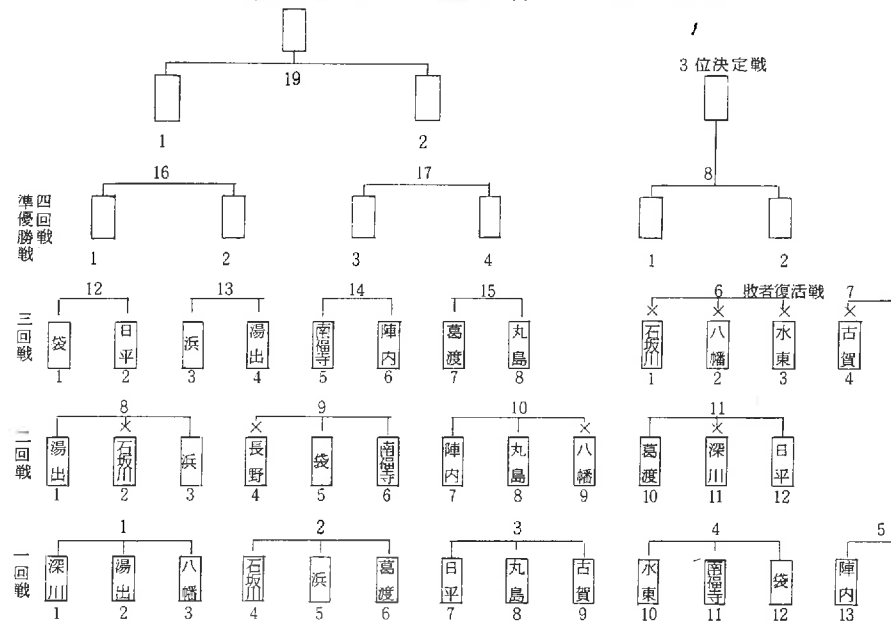 19
3位決定戦
1
2
16
17
8
四回戦
準優勝戦
1
2
3
4
1
2
12
13
14
15
6
敗者復活戦
7
三回戦
袋
日平
浜
湯出
南福寺
陣内
葛渡
丸島
石坂川
八幡
水東
古賀
1
2
3
4
5
6
7
8
1
2
3
4
8
9
10
11
二回戦
湯出
石坂川
浜
長野
袋
南福寺
陣内
丸島
八幡
葛渡
深川
日平
1
2
3
4
5
6
7
8
9
10
11
12
1
2
3
4
5
一回戦
深川
湯出
八幡
石坂川
浜
葛渡
日平
丸島
古賀
水東
南福寺
袋
陣内
1
2
3
4
5
6
7
8
9
10
11
12
13